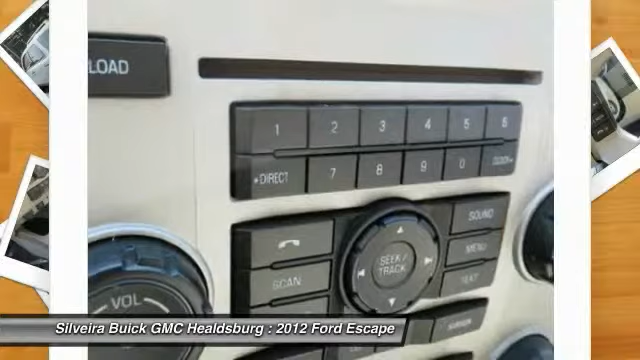 LOAD
1 2 3 4 5 6
DIRECT 7 8 9 0 CLOCK
SOUND
SEEK / MENU
SCAN TRACK TEXT
VOL
Silveira Buick GMC Healdsburg : 2012 Ford Escape